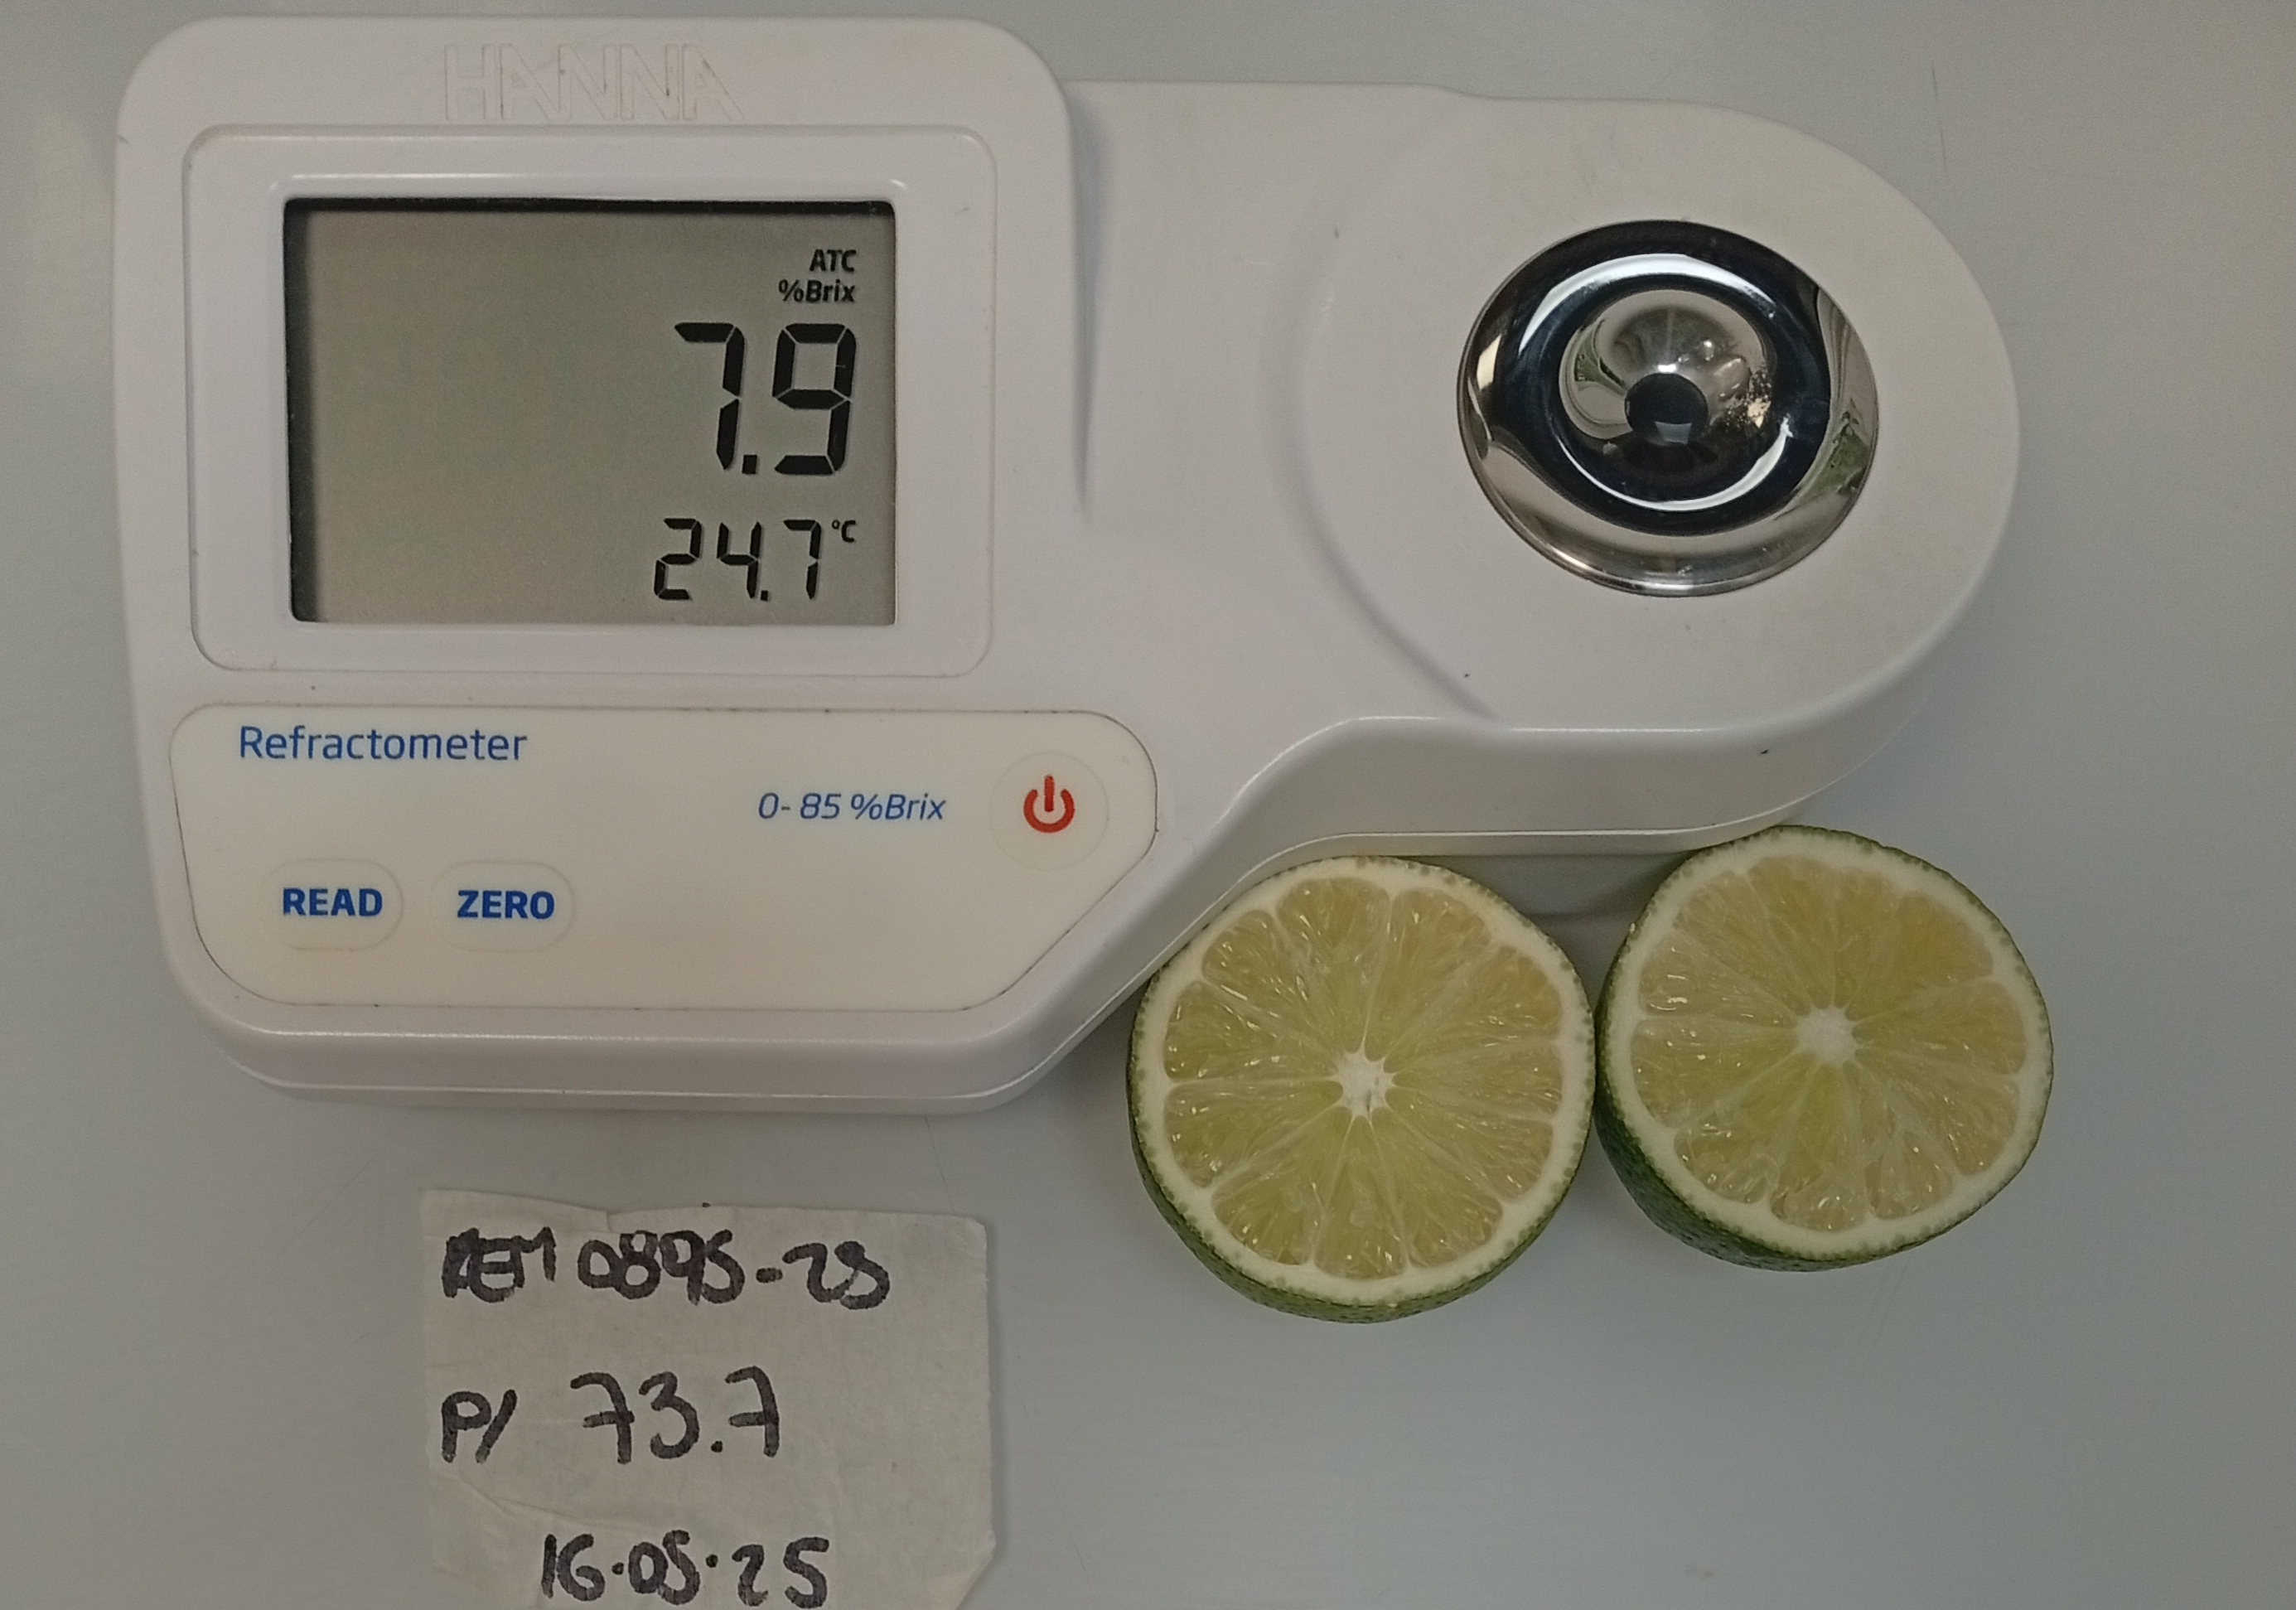 HANNA
ATC
%Brix
7.9
24.7°C
Refractometer
0-85 %Brix
READ
ZERO
REM 0895-25
P/ 73.7
16.05.25